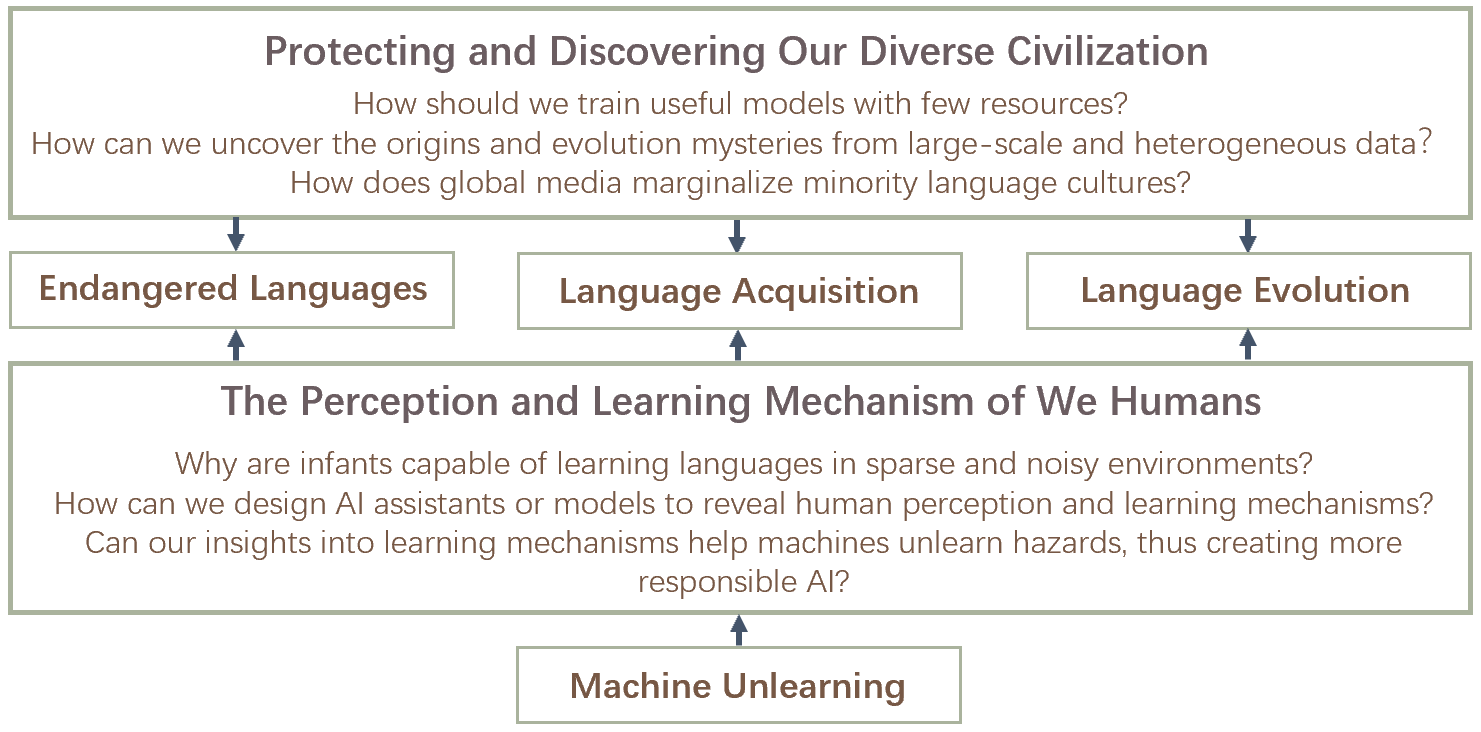 Protecting and Discovering Our Diverse Civilization
How should we train useful models with few resources?
How can we uncover the origins and evolution mysteries from large-scale and heterogeneous data?
How does global media marginalize minority language cultures?
Endangered Languages
Language Acquisition
Language Evolution
The Perception and Learning Mechanism of We Humans
Why are infants capable of learning languages in sparse and noisy environments?
How can we design AI assistants or models to reveal human perception and learning mechanisms?
Can our insights into learning mechanisms help machines unlearn hazards, thus creating more
responsible AI?
Machine Unlearning